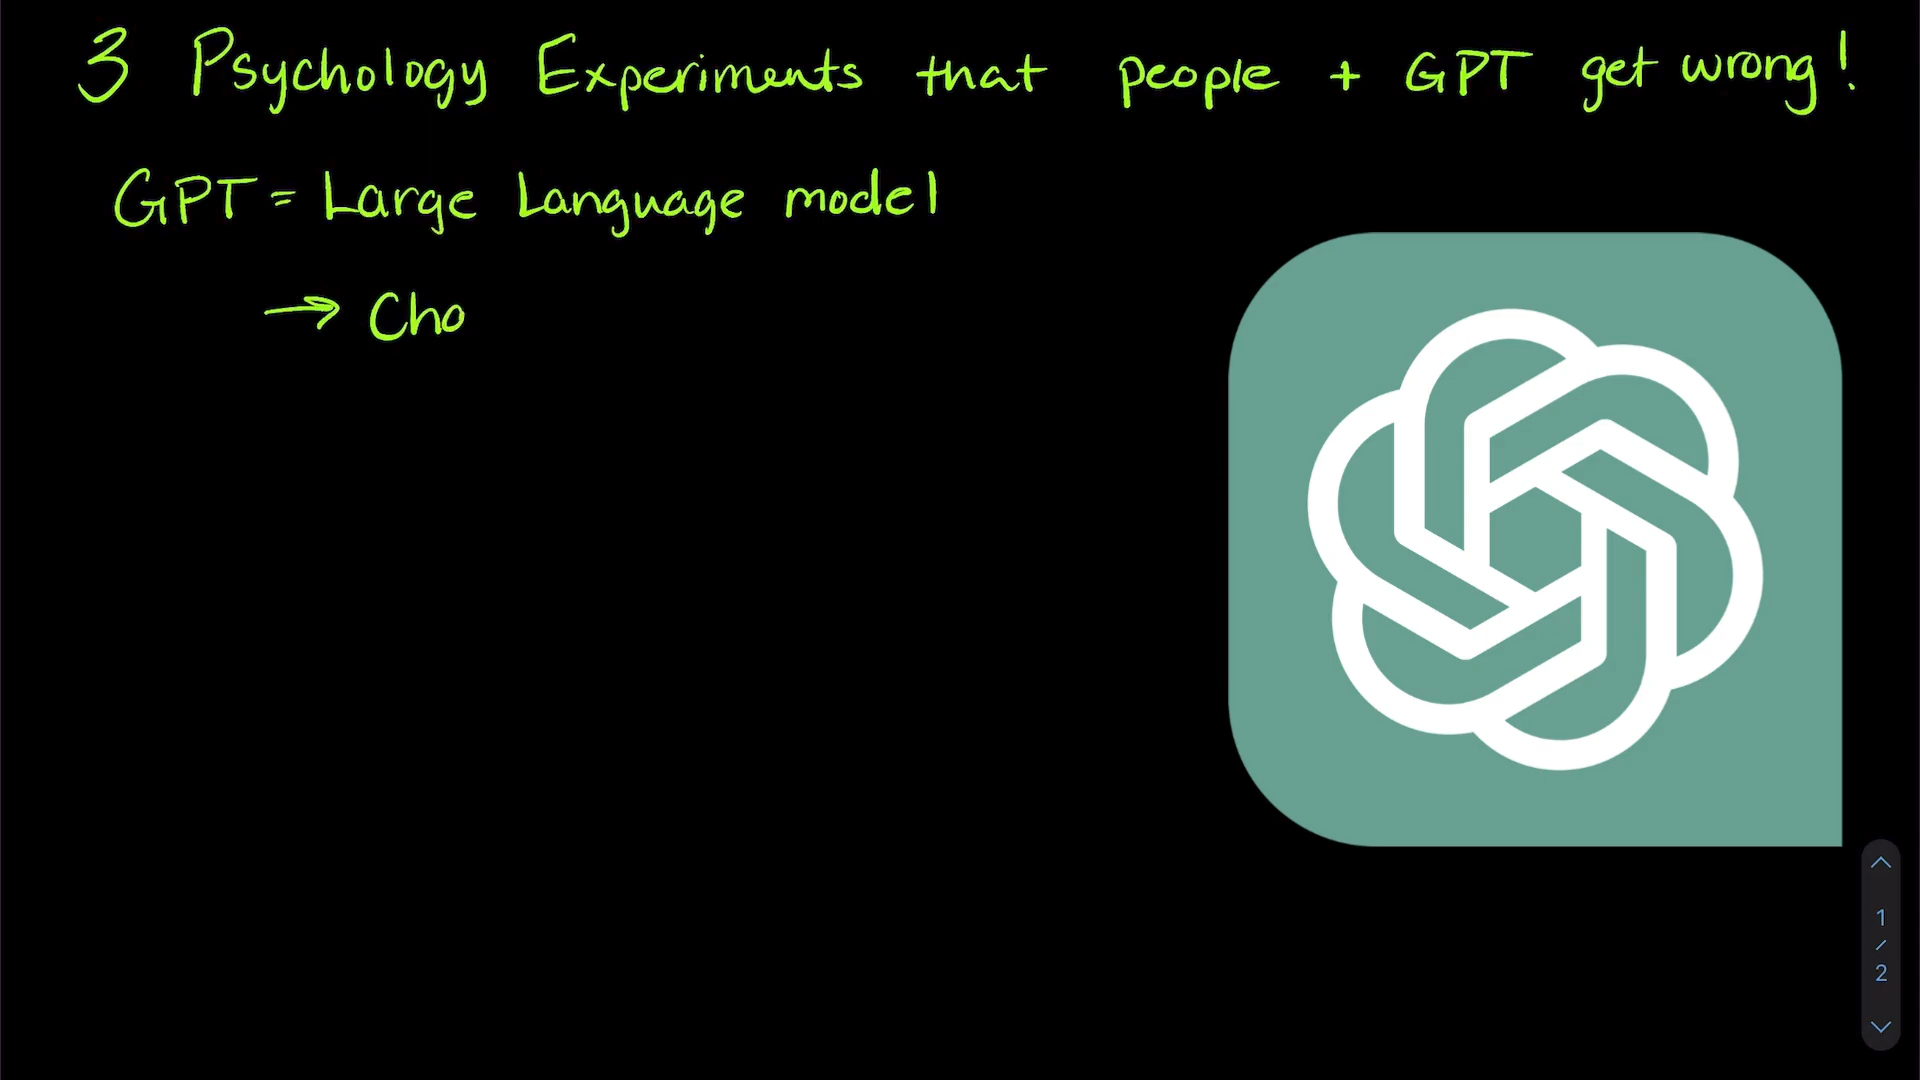 3 Psychology Experiments that people + GPT get wrong!
GPT = Large Language model
→ Cho
1
/
2